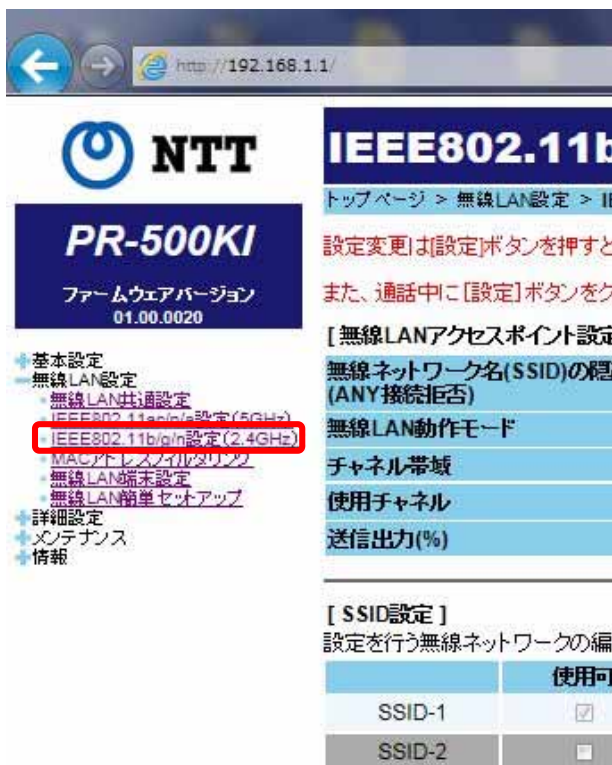 http://192.168.1.1/
NTT
PR-500KI
ファームウェアバージョン
01.00.0020
基本設定
無線LAN設定
無線LAN共通設定
IEEE802.11ac/n/a設定(5GHz)
IEEE802.11b/g/n設定(2.4GHz)
MACアドレスフィルタリング
無線LAN端末設定
無線LAN簡単セットアップ
詳細設定
メンテナンス
情報
IEEE802.11b
トップページ > 無線LAN設定 > IE
設定変更は[設定]ボタンを押すと
また、通話中に[設定]ボタンをク
[無線LANアクセスポイント設定
無線ネットワーク名(SSID)の隠
(ANY接続拒否)
無線LAN動作モード
チャネル帯域
使用チャネル
送信出力(%)
[ SSID設定 ]
設定を行う無線ネットワークの編
使用可
SSID-1
SSID-2